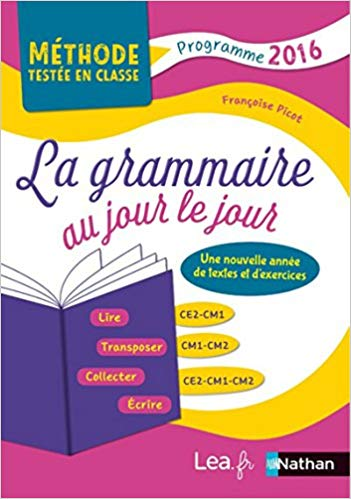 MÉTHODE
TESTÉE EN CLASSE
Programme 2016
Françoise Picot
La grammaire
au jour le jour
Une nouvelle année
de textes et d'exercices
Lire
CE2-CM1
Transposer
CM1-CM2
Collecter
CE2-CM1-CM2
Écrire
Lea.fr
Nathan